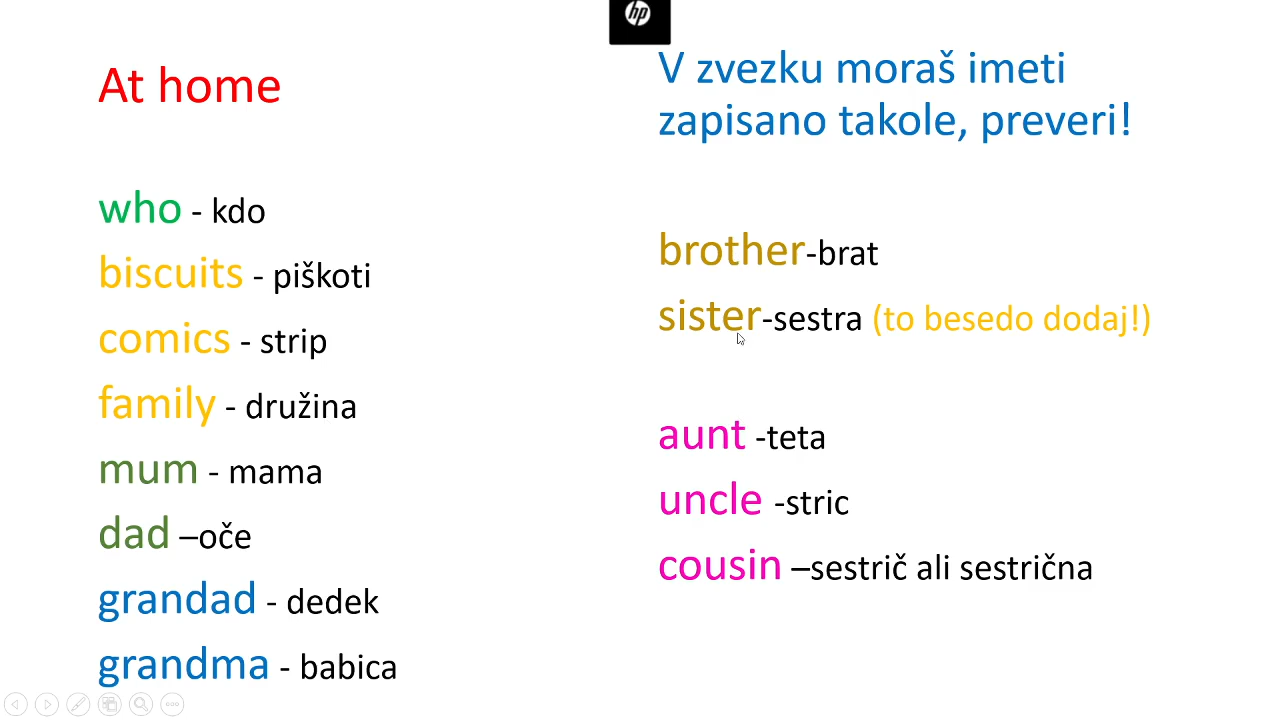 hp
At home
who - kdo
biscuits - piškoti
comics - strip
family - družina
mum - mama
dad –oče
grandad - dedek
grandma - babica
V zvezku moraš imeti
zapisano takole, preveri!
brother-brat
sister-sestra (to besedo dodaj!)
aunt -teta
uncle -stric
cousin –sestrič ali sestrična